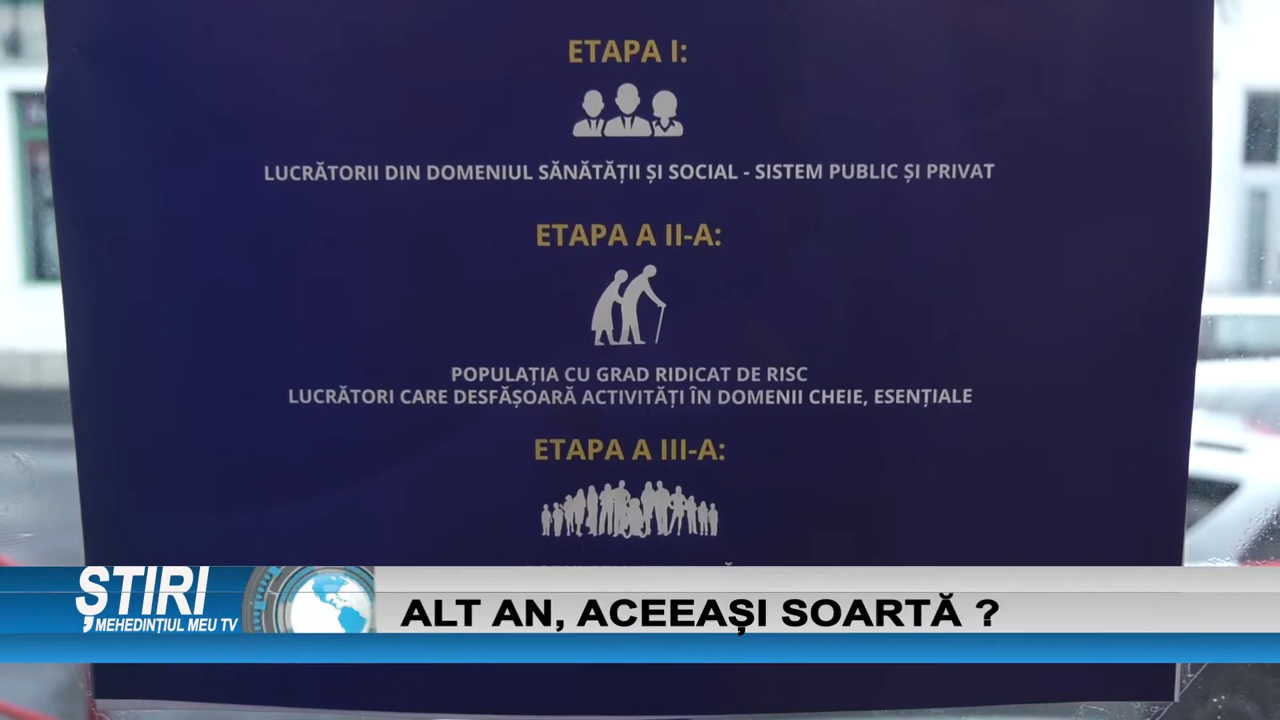 ETAPA I:
LUCRĂTORII DIN DOMENIUL SĂNĂTĂȚII ȘI SOCIAL - SISTEM PUBLIC ȘI PRIVAT
ETAPA A II-A:
POPULAȚIA CU GRAD RIDICAT DE RISC
LUCRĂTORI CARE DESFĂȘOARĂ ACTIVITĂȚI ÎN DOMENII CHEIE, ESENȚIALE
ETAPA A III-A:
ȘTIRI
MEHEDINȚIUL MEU TV
ALT AN, ACEEAȘI SOARTĂ ?